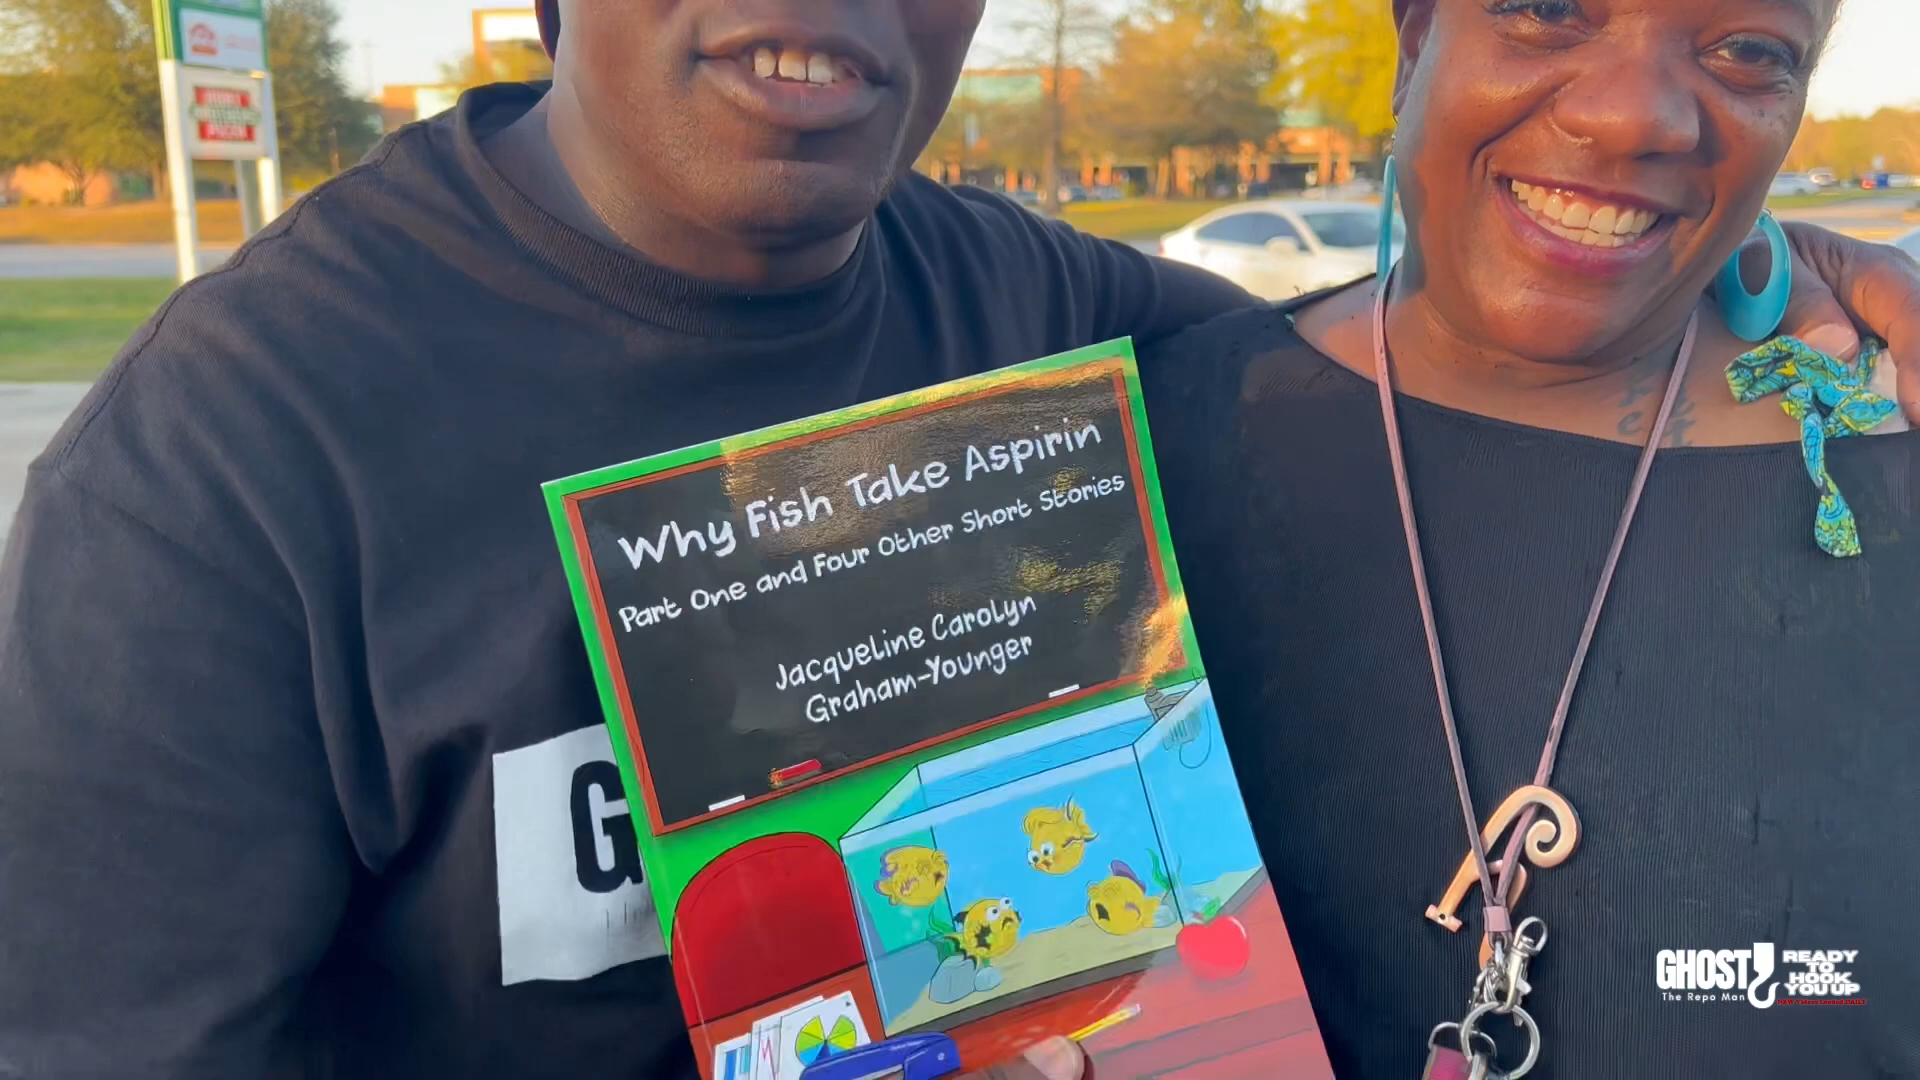 Why Fish Take Aspirin
Part One and Four Other Short Stories
Jacqueline Carolyn
Graham-Younger
G
GHOST
The Repo Man
READY
TO
HOOK
YOU UP